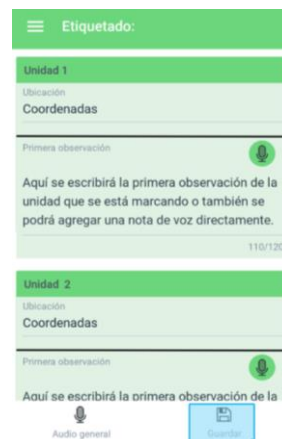 Etiquetado:
Unidad 1
Ubicación
Coordenadas
Primera observación
Aquí se escribirá la primera observación de la
unidad que se está marcando o también se
podrá agregar una nota de voz directamente.
110/120
Unidad 2
Ubicación
Coordenadas
Primera observación
Aquí se escribirá la primera observación de la
Audio general
Guardar